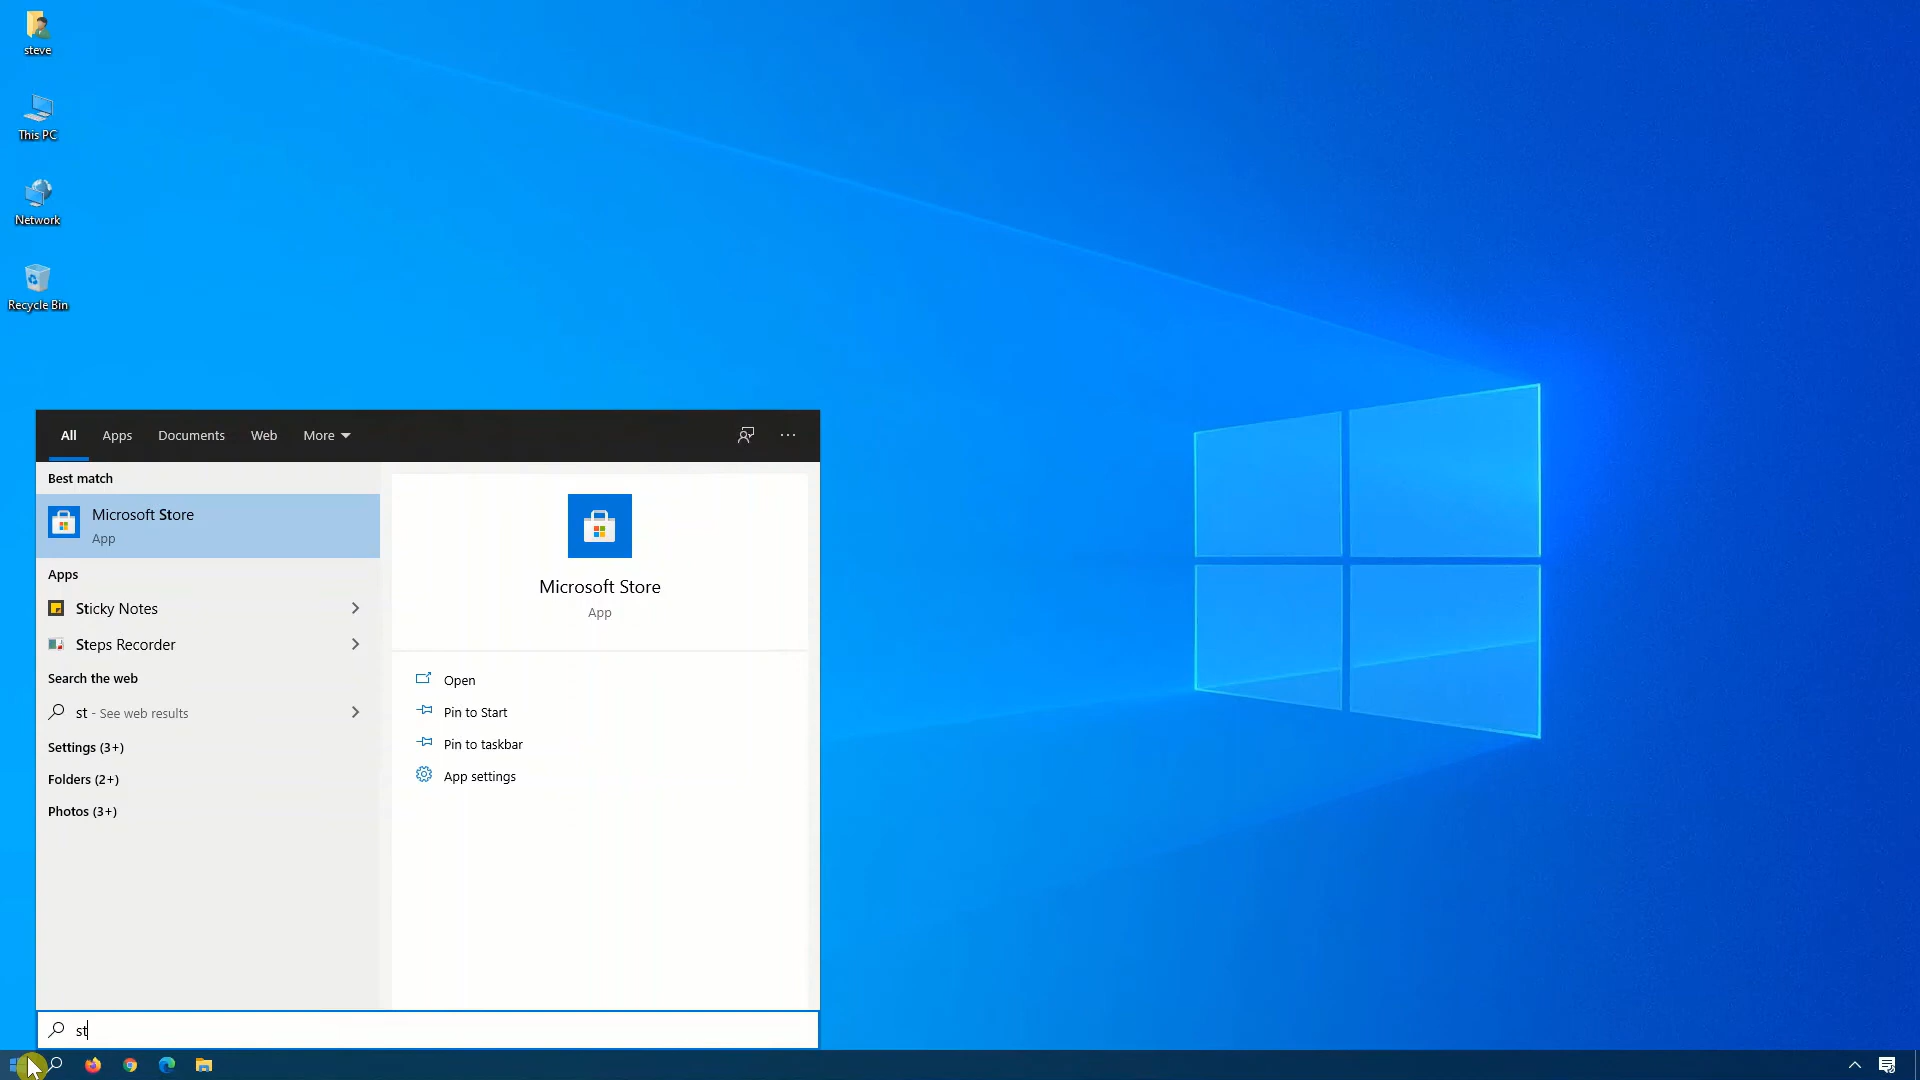 steve
This PC
Network
Recycle Bin
All Apps Documents Web More
Best match
Microsoft Store
App
Apps
Sticky Notes
Steps Recorder
Search the web
st - See web results
Settings (3+)
Folders (2+)
Photos (3+)
Microsoft Store
App
Open
Pin to Start
Pin to taskbar
App settings
st